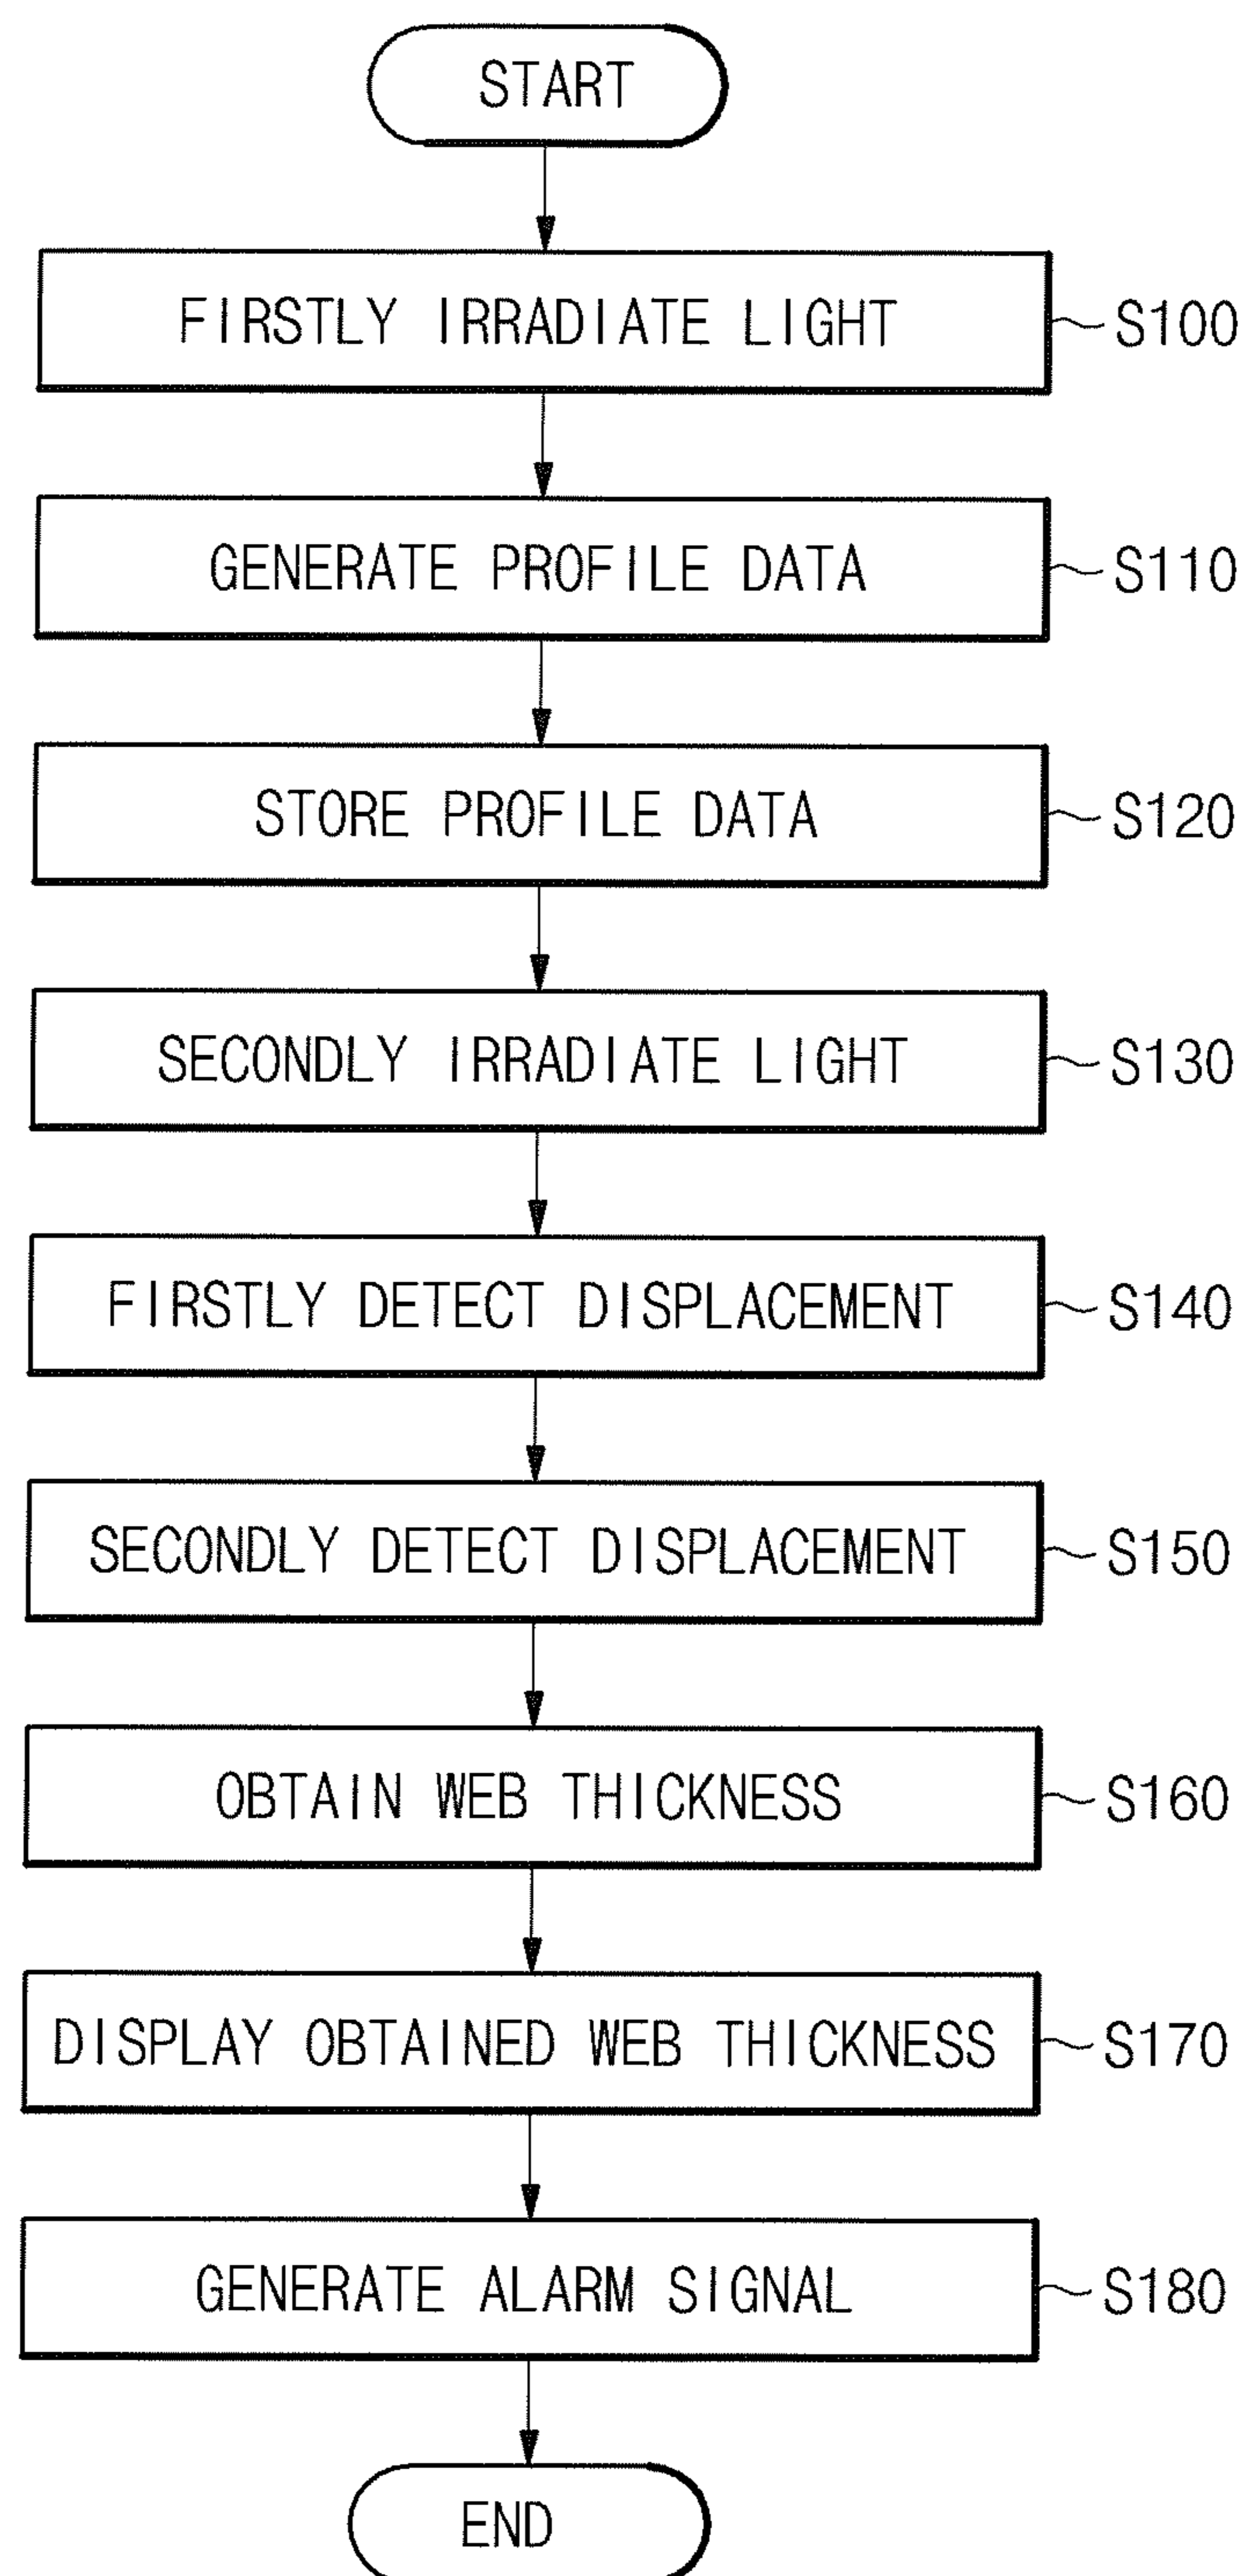 START
FIRSTLY IRRADIATE LIGHT S100
GENERATE PROFILE DATA S110
STORE PROFILE DATA S120
SECONDLY IRRADIATE LIGHT S130
FIRSTLY DETECT DISPLACEMENT S140
SECONDLY DETECT DISPLACEMENT S150
OBTAIN WEB THICKNESS S160
DISPLAY OBTAINED WEB THICKNESS S170
GENERATE ALARM SIGNAL S180
END